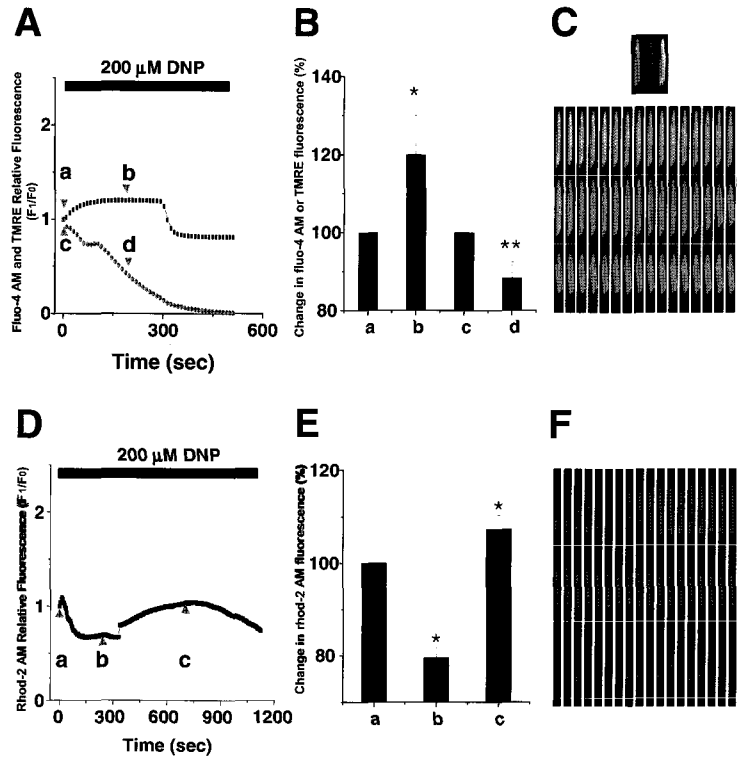 A
200 µM DNP
Fluo-4 AM and TMRE Relative Fluorescence
(F1/F0)
2
1
0
a
b
c
d
0
300
600
Time (sec)
B
Change in fluo-4 AM or TMRE fluorescence (%)
140
120
100
80
*
**
a
b
c
d
C
D
200 µM DNP
Rhod-2 AM Relative Fluorescence (F1/F0)
2
1
0
a
b
c
0
300
600
900
1200
Time (sec)
E
Change in rhod-2 AM fluorescence (%)
120
100
80
*
*
a
b
c
F